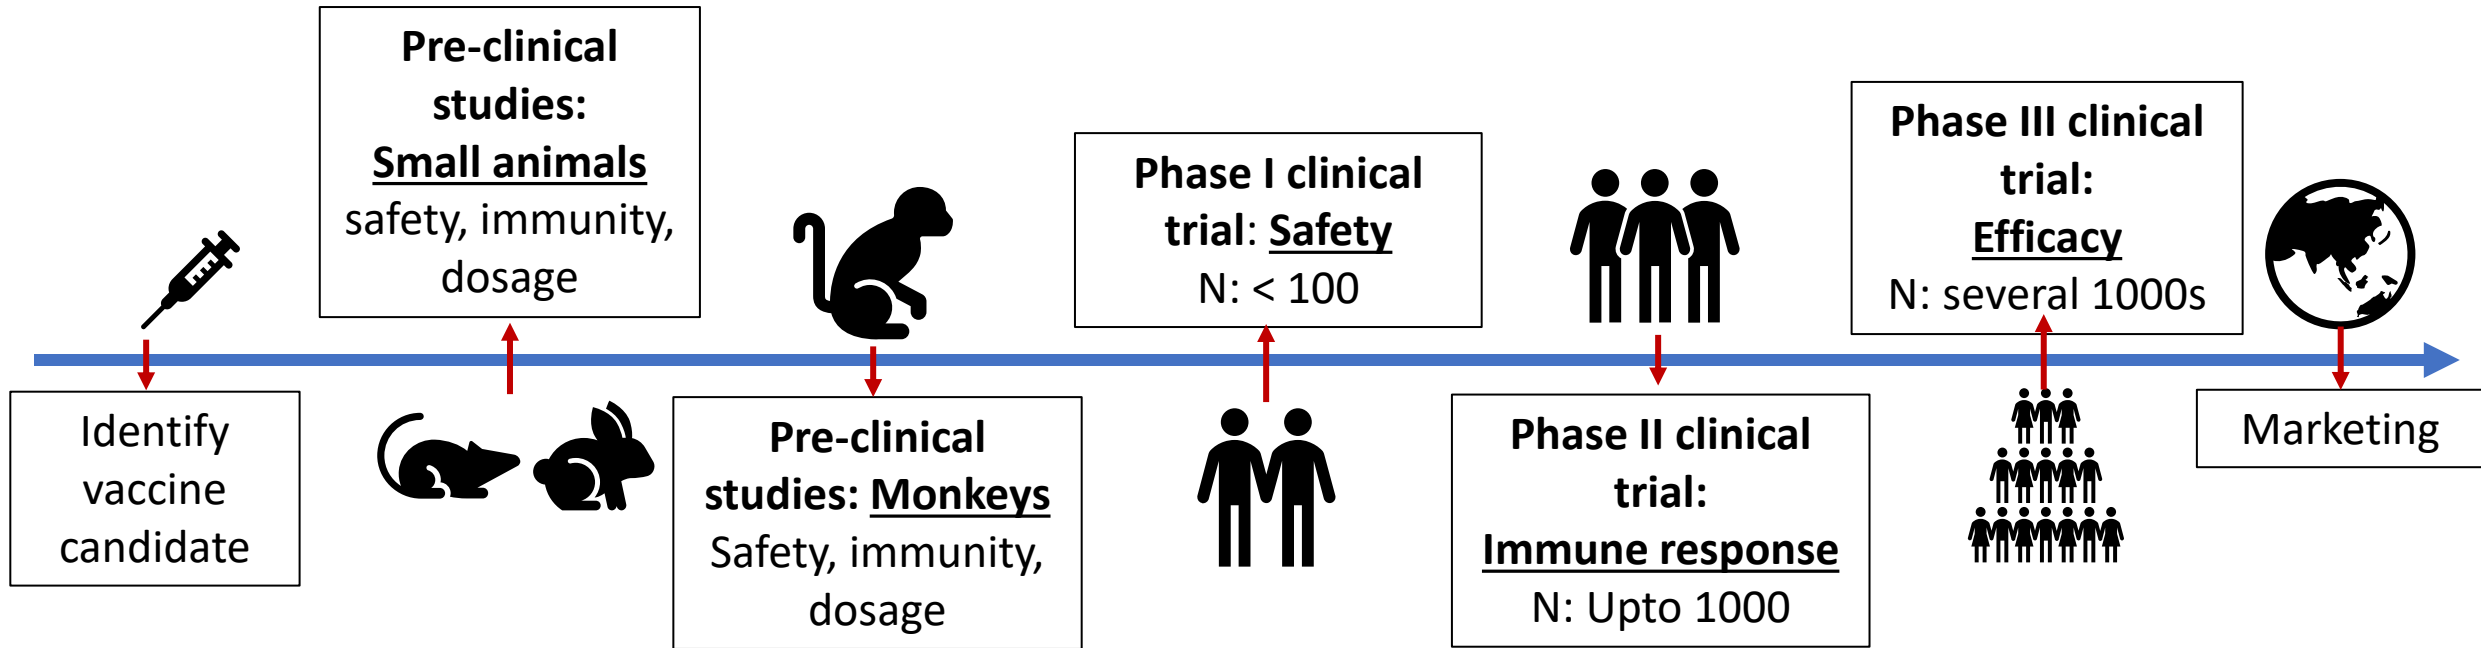 Identify
vaccine
candidate
Pre-clinical
studies:
Small animals
safety, immunity,
dosage
Pre-clinical
studies: Monkeys
Safety, immunity,
dosage
Phase I clinical
trial: Safety
N: < 100
Phase II clinical
trial:
Immune response
N: Upto 1000
Phase III clinical
trial:
Efficacy
N: several 1000s
Marketing